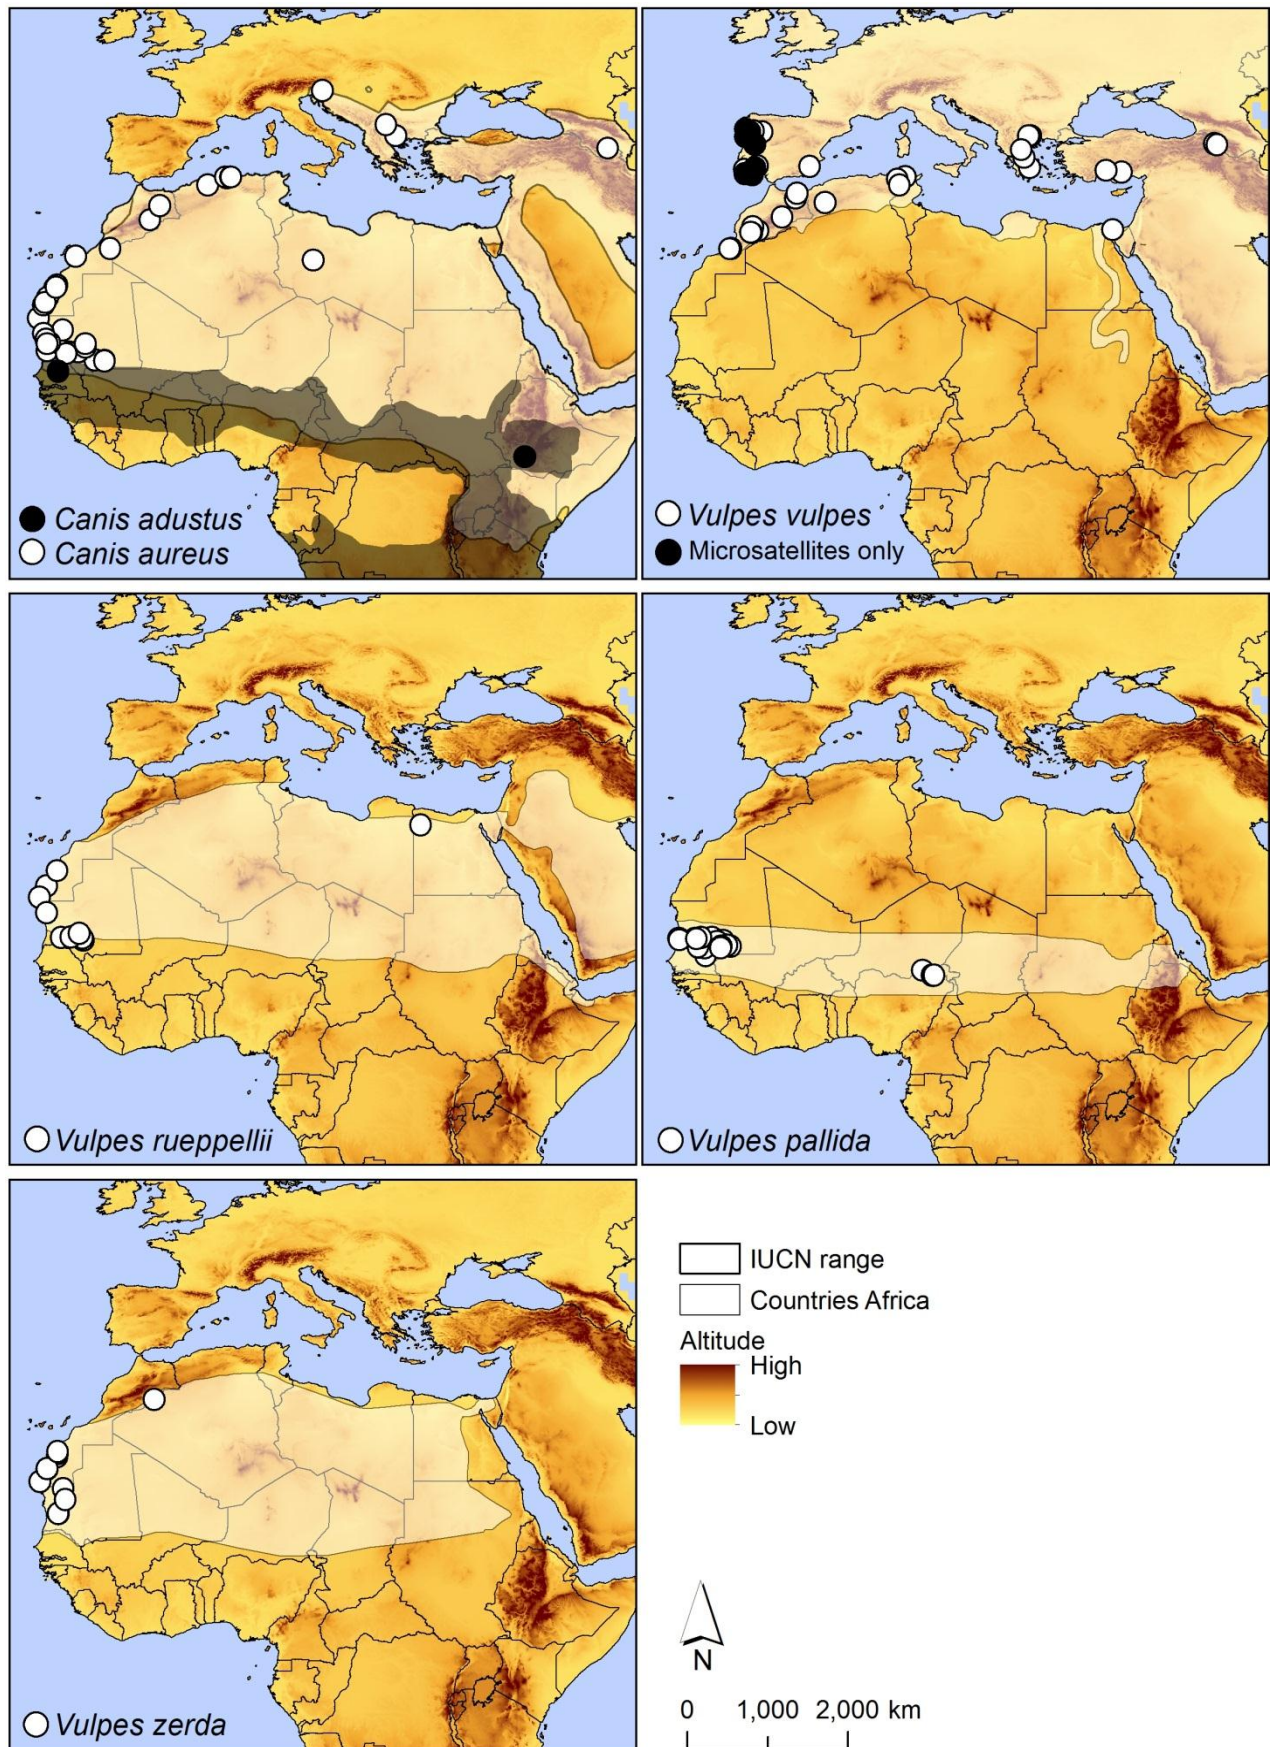 Canis adustus
Canis aureus
Vulpes vulpes
Microsatellites only
Vulpes rueppellii
Vulpes pallida
Vulpes zerda
IUCN range
Countries Africa
Altitude
High
Low
N
0 1,000 2,000 km